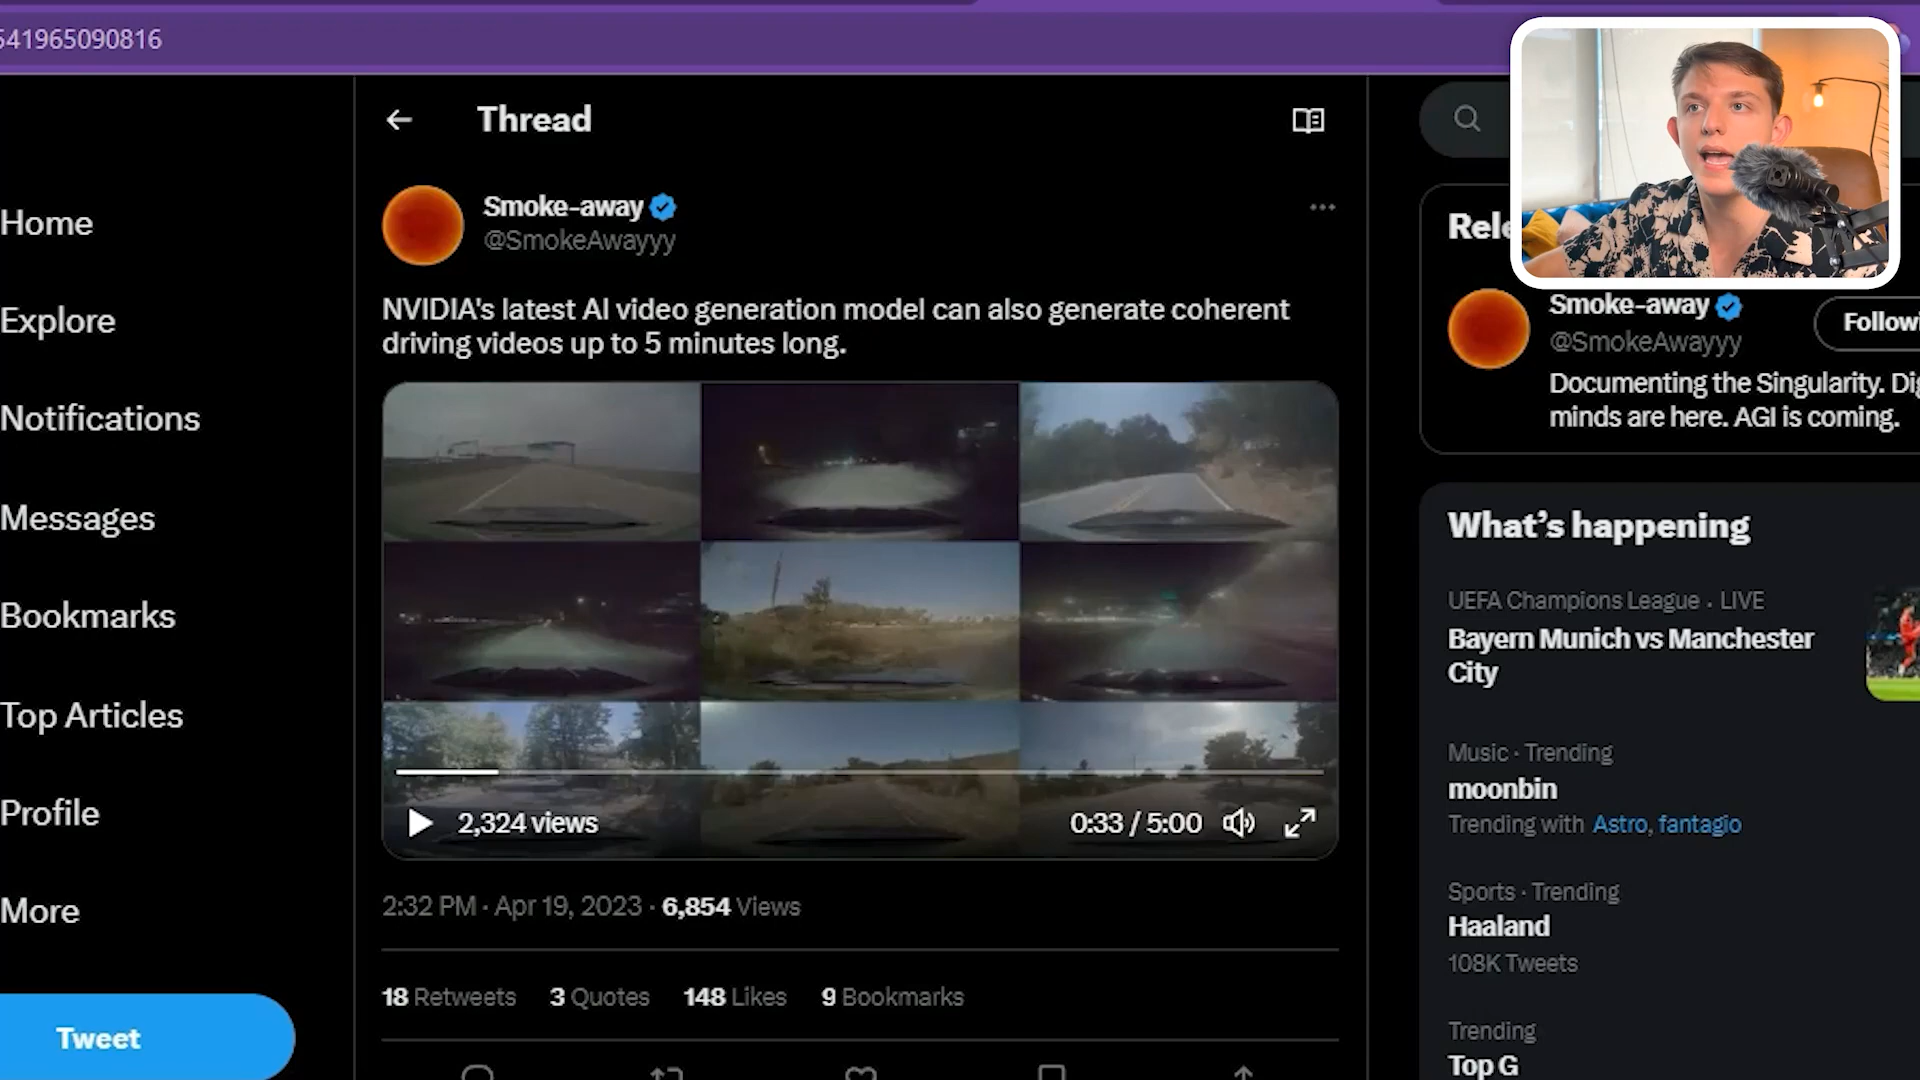 541965090816
Home
Explore
Notifications
Messages
Bookmarks
Top Articles
Profile
More
Tweet
Thread
Smoke-away
@SmokeAwayyy
NVIDIA's latest AI video generation model can also generate coherent
driving videos up to 5 minutes long.
2,324 views
0:33 / 5:00
2:32 PM · Apr 19, 2023 · 6,854 Views
18 Retweets 3 Quotes 148 Likes 9 Bookmarks
Rele
Smoke-away
@SmokeAwayyy
Followi
Documenting the Singularity. Dig
minds are here. AGI is coming.
What's happening
UEFA Champions League · LIVE
Bayern Munich vs Manchester
City
Music · Trending
moonbin
Trending with Astro, fantagio
Sports · Trending
Haaland
108K Tweets
Trending
Top G